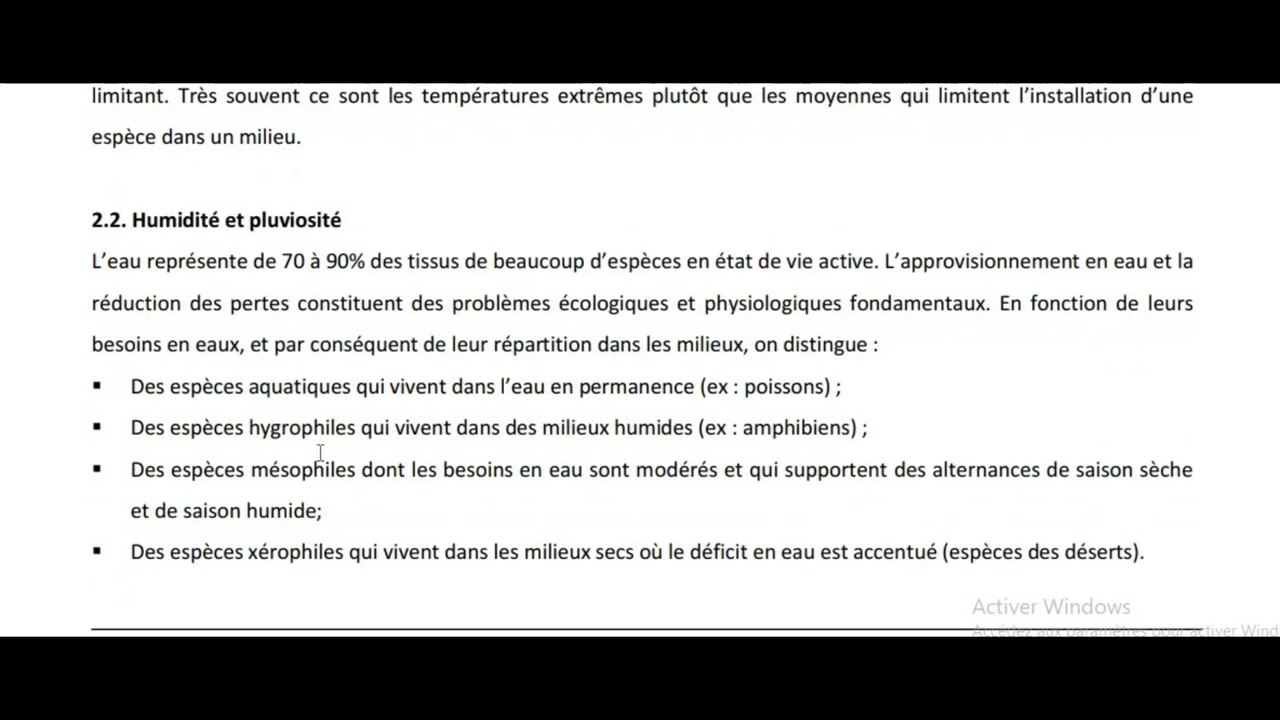 limitant. Très souvent ce sont les températures extrêmes plutôt que les moyennes qui limitent l’installation d’une
espèce dans un milieu.
2.2. Humidité et pluviosité
L’eau représente de 70 à 90% des tissus de beaucoup d’espèces en état de vie active. L’approvisionnement en eau et la
réduction des pertes constituent des problèmes écologiques et physiologiques fondamentaux. En fonction de leurs
besoins en eaux, et par conséquent de leur répartition dans les milieux, on distingue :
▪ Des espèces aquatiques qui vivent dans l’eau en permanence (ex : poissons) ;
▪ Des espèces hygrophiles qui vivent dans des milieux humides (ex : amphibiens) ;
▪ Des espèces mésophiles dont les besoins en eau sont modérés et qui supportent des alternances de saison sèche
et de saison humide;
▪ Des espèces xérophiles qui vivent dans les milieux secs où le déficit en eau est accentué (espèces des déserts).
Activer Windows
Accédez aux paramètres pour activer Wind